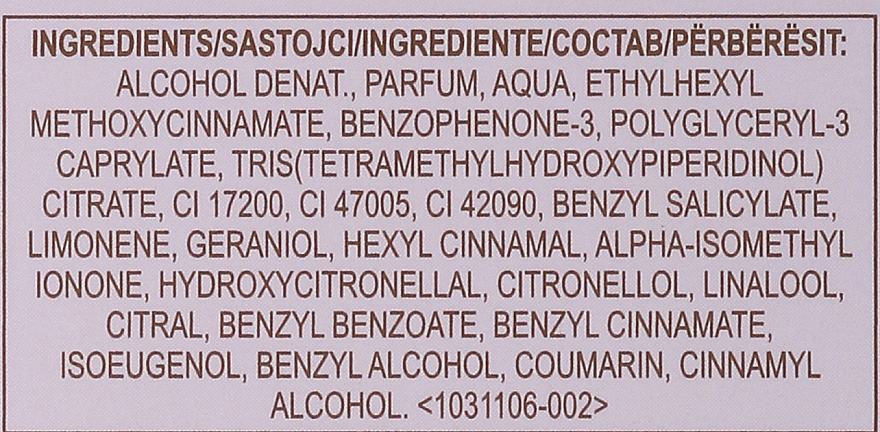 INGREDIENTS/SASTOJCI/INGREDIENTE/СОСТАВ/PËRBËRËSIT:
ALCOHOL DENAT., PARFUM, AQUA, ETHYLHEXYL
METHOXYCINNAMATE, BENZOPHENONE-3, POLYGLYCERYL-3
CAPRYLATE, TRIS(TETRAMETHYLHYDROXYPIPERIDINOL)
CITRATE, CI 17200, CI 47005, CI 42090, BENZYL SALICYLATE,
LIMONENE, GERANIOL, HEXYL CINNAMAL, ALPHA-ISOMETHYL
IONONE, HYDROXYCITRONELLAL, CITRONELLOL, LINALOOL,
CITRAL, BENZYL BENZOATE, BENZYL CINNAMATE,
ISOEUGENOL, BENZYL ALCOHOL, COUMARIN, CINNAMYL
ALCOHOL. <1031106-002>